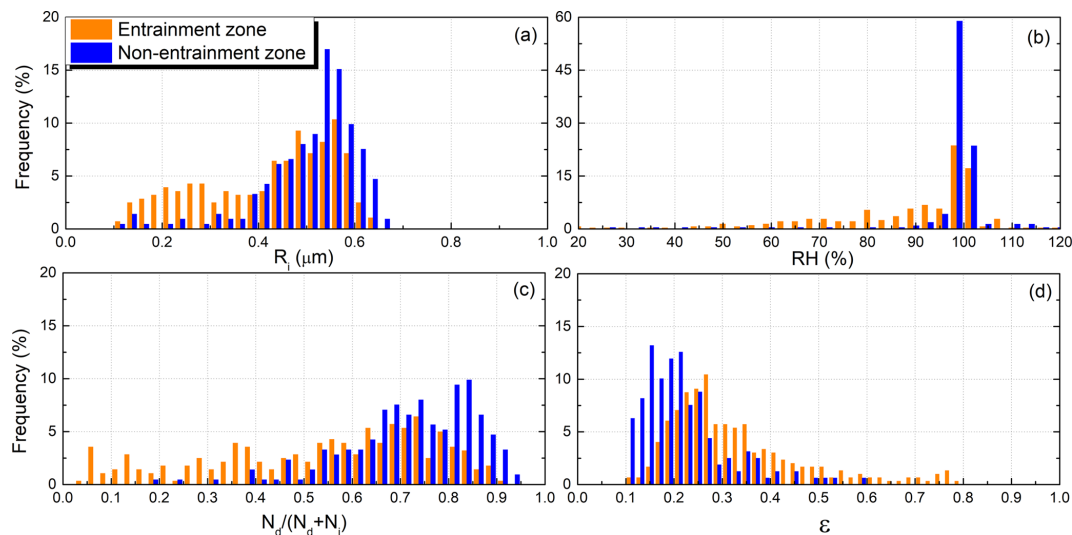 Entrainment zone
Non-entrainment zone
(a)
Frequency (%)
20
15
10
5
0
0.0 0.2 0.4 0.6 0.8 1.0
R_i (μm)
(b)
60
45
30
15
0
20 30 40 50 60 70 80 90 100 110 120
RH (%)
(c)
Frequency (%)
20
15
10
5
0
0.0 0.1 0.2 0.3 0.4 0.5 0.6 0.7 0.8 0.9 1.0
N_d/(N_d+N_i)
(d)
20
15
10
5
0
0.0 0.1 0.2 0.3 0.4 0.5 0.6 0.7 0.8 0.9 1.0
ε